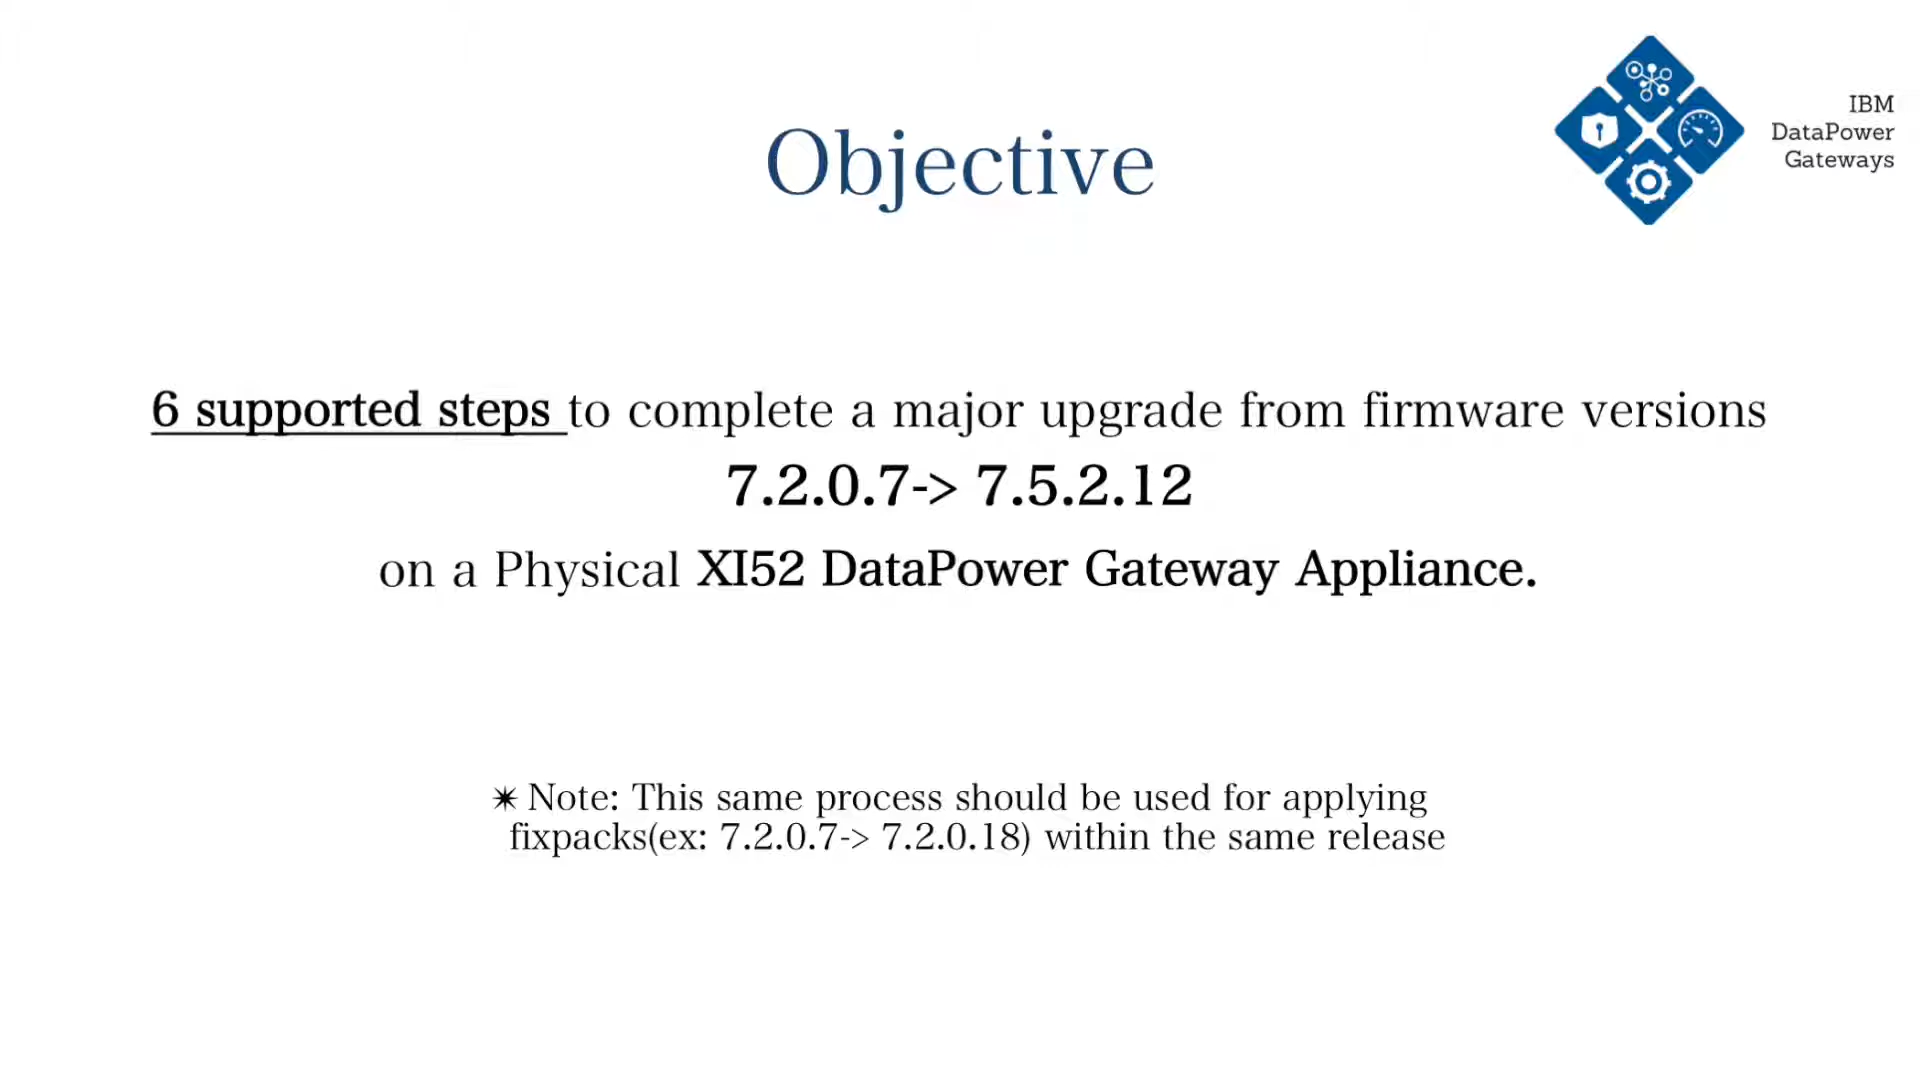 IBM
DataPower
Gateways
Objective
6 supported steps to complete a major upgrade from firmware versions
7.2.0.7-> 7.5.2.12
on a Physical XI52 DataPower Gateway Appliance.
✴ Note: This same process should be used for applying
fixpacks(ex: 7.2.0.7-> 7.2.0.18) within the same release